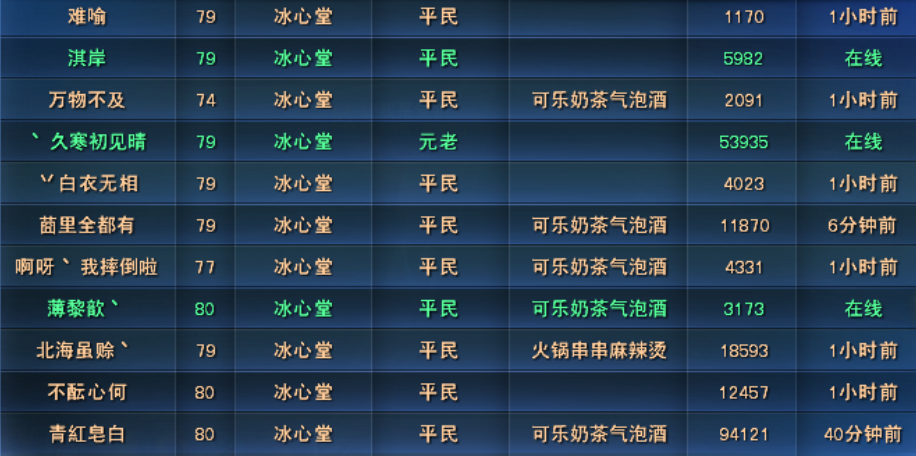 难喻 79 冰心堂 平民 1170 1小时前
淇岸 79 冰心堂 平民 5982 在线
万物不及 74 冰心堂 平民 可乐奶茶气泡酒 2091 1小时前
丶久寒初见晴 79 冰心堂 元老 53935 在线
丷白衣无相 79 冰心堂 平民 4023 1小时前
茴里全都有 79 冰心堂 平民 可乐奶茶气泡酒 11870 6分钟前
啊呀丶我摔倒啦 77 冰心堂 平民 可乐奶茶气泡酒 4331 1小时前
薄黎歆丶 80 冰心堂 平民 可乐奶茶气泡酒 3173 在线
北海虽赊丶 79 冰心堂 平民 火锅串串麻辣烫 18593 1小时前
不酝心何 80 冰心堂 平民 12457 1小时前
青紅皂白 80 冰心堂 平民 可乐奶茶气泡酒 94121 40分钟前